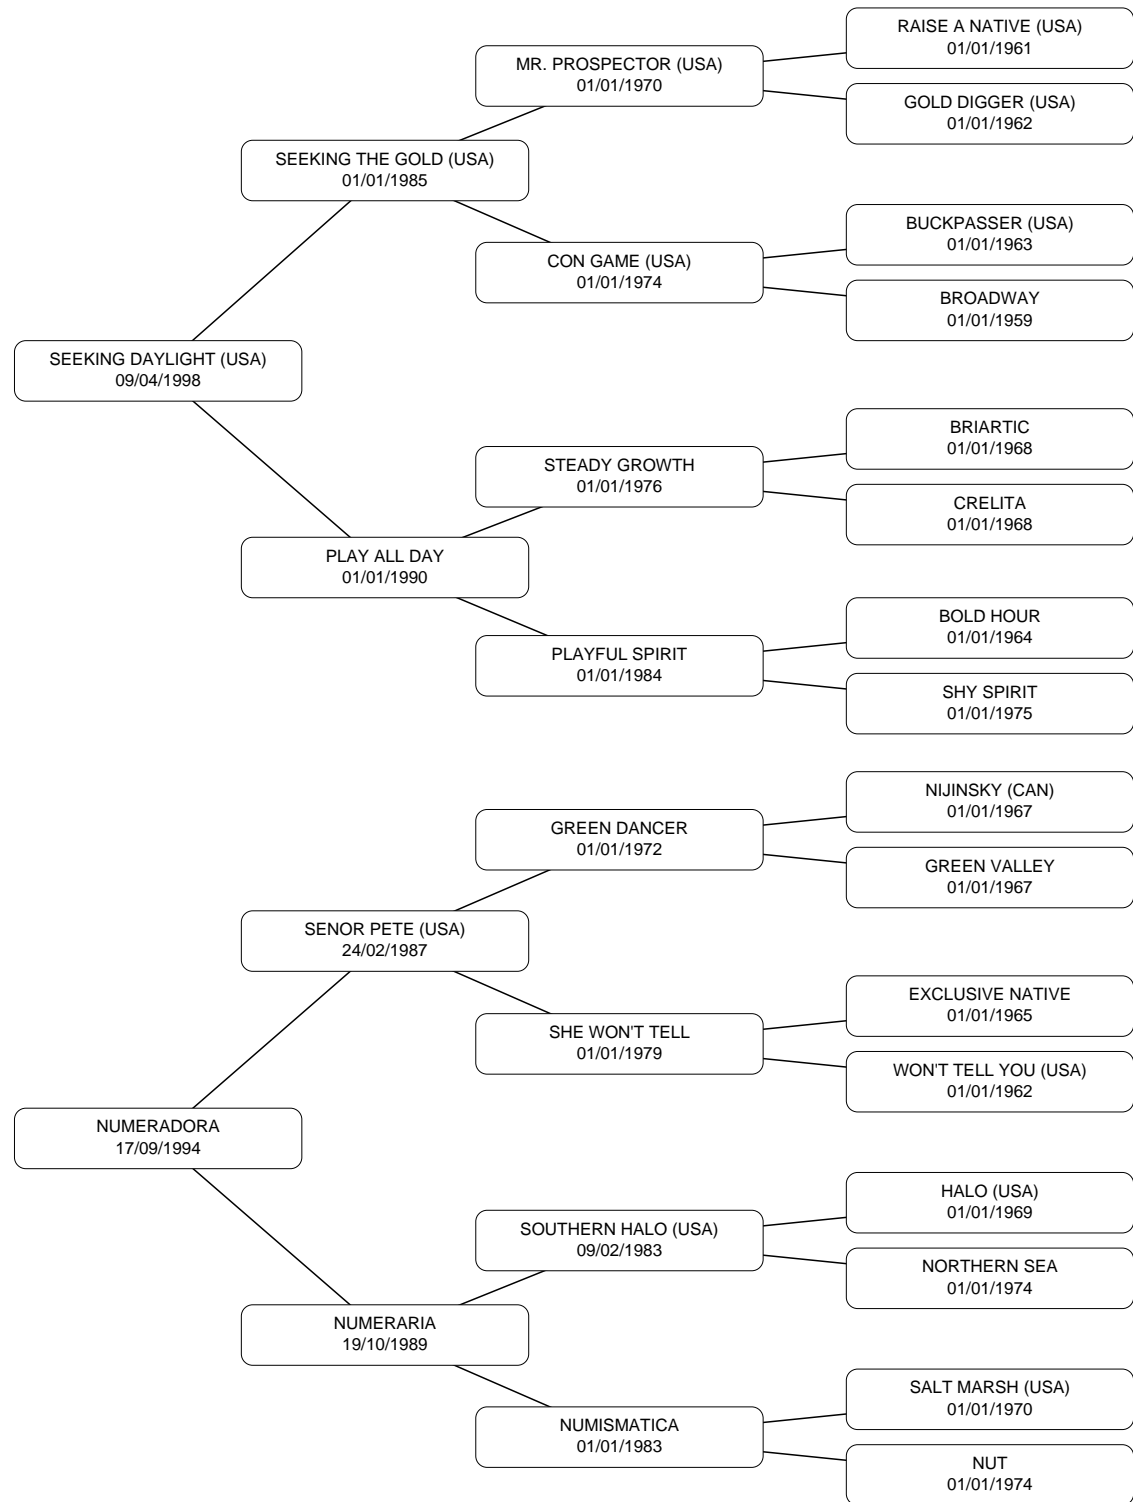 RAISE A NATIVE (USA)
01/01/1961
MR. PROSPECTOR (USA)
01/01/1970
GOLD DIGGER (USA)
01/01/1962
SEEKING THE GOLD (USA)
01/01/1985
BUCKPASSER (USA)
01/01/1963
CON GAME (USA)
01/01/1974
BROADWAY
01/01/1959
SEEKING DAYLIGHT (USA)
09/04/1998
BRIARTIC
01/01/1968
STEADY GROWTH
01/01/1976
CRELITA
01/01/1968
PLAY ALL DAY
01/01/1990
BOLD HOUR
01/01/1964
PLAYFUL SPIRIT
01/01/1984
SHY SPIRIT
01/01/1975
NIJINSKY (CAN)
01/01/1967
GREEN DANCER
01/01/1972
GREEN VALLEY
01/01/1967
SENOR PETE (USA)
24/02/1987
EXCLUSIVE NATIVE
01/01/1965
SHE WON'T TELL
01/01/1979
WON'T TELL YOU (USA)
01/01/1962
NUMERADORA
17/09/1994
HALO (USA)
01/01/1969
SOUTHERN HALO (USA)
09/02/1983
NORTHERN SEA
01/01/1974
NUMERARIA
19/10/1989
SALT MARSH (USA)
01/01/1970
NUMISMATICA
01/01/1983
NUT
01/01/1974